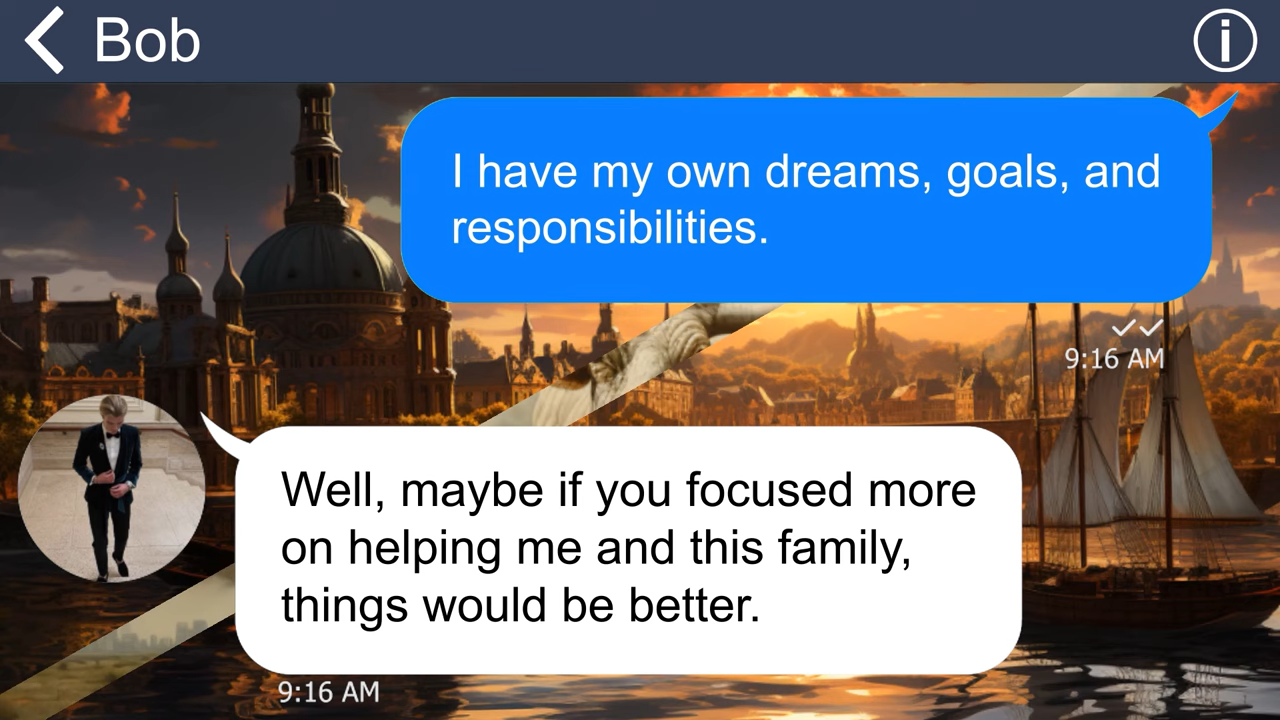 Bob
I have my own dreams, goals, and
responsibilities.
9:16 AM
Well, maybe if you focused more
on helping me and this family,
things would be better.
9:16 AM